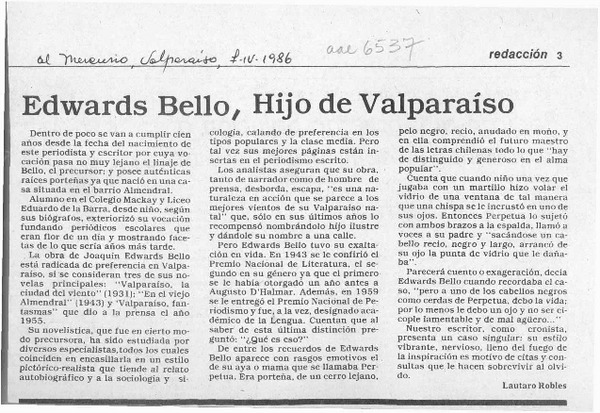 al Mercurio, Valparaíso, 8-IV-1986
aae 6537
redacción 3
Edwards Bello, Hijo de Valparaíso
Dentro de poco se van a cumplir cien
años desde la fecha del nacimiento de
este periodista y escritor por cuya vo-
cación pasa no muy lejano el linaje de
Bello, el precursor; y posee auténticas
raíces porteñas ya que nació en una ca-
sa situada en el barrio Almendral.
Alumno en el Colegio Mackay y Liceo
Eduardo de la Barra, desde niño, según
sus biógrafos, exteriorizó su vocación
fundando periódicos escolares que
eran flor de un día y mostrando face-
tas de lo que sería años más tarde.
La obra de Joaquín Edwards Bello
está radicada de preferencia en Valpa-
raíso, si se consideran tres de sus no-
velas principales: "Valparaíso, la
ciudad del viento" (1931); "En el viejo
Almendral" (1943) y Valparaíso, fan-
tasmas" que dio a la prensa el año
1955.
Su novelística, que fue en cierto mo-
do precursora, ha sido estudiada por
diversos especialistas, todos los cuales
coinciden en encasillarla en un estilo
pictórico-realista que tiende al relato
autobiográfico y a la sociología y si-
cología, calando de preferencia en los
tipos populares y la clase media. Pero
tal vez sus mejores páginas están in-
sertas en el periodismo escrito.
Los analistas aseguran que su obra,
tanto de narrador como de hombre de
prensa, desborda, escapa, "es una na-
turaleza en acción que se parece a los
mejores vientos de su Valparaíso na-
tal" que, sólo en sus últimos años lo
recompensó nombrándolo hijo ilustre
y dándole su nombre a una calle.
Pero Edwards Bello tuvo su exalta-
ción en vida. En 1943 se le confirió el
Premio Nacional de Literatura, el se-
gundo en su género ya que el primero
se le había otorgado un año antes a
Augusto D'Halmar. Además, en 1959
se le entregó el Premio Nacional de Pe-
riodismo y fue, a la vez, designado aca-
démico de la Lengua. Cuentan que al
saber de esta última distinción pre-
guntó: "¿Qué es eso?"
De entre los recuerdos de Edwards
Bello aparece con rasgos emotivos el
de su aya o mama que se llamaba Per-
petua. Era porteña, de un cerro lejano,
pelo negro, recio, anudado en moño, y
en ella comprendió el futuro maestro
de las letras chilenas todo lo que "hay
de distinguido y generoso en el alma
popular".
Cuenta que cuando niño una vez que
jugaba con un martillo hizo volar el
vidrio de una ventana de tal manera
que una chispa se le incrustó en uno de
sus ojos. Entonces Perpetua lo sujetó
con ambos brazos a la espalda, llamó a
voces a su padre y "sacándose un ca-
bello recio, negro y largo, arrancó de
su ojo la punta de vidrio que le daña-
ba".
Parecerá cuento o exageración, decía
Edwards Bello cuando recordaba el ca-
so, "pero a uno de los cabellos negros
como cerdas de Perpetua, debo la vida;
por lo menos le debo un ojo y no ser ci-
cople lamentable y de mal agüero..."
Nuestro escritor, como cronista,
presenta un caso singular: su estilo
vibrante, nervioso, lleno del fuego de
la inspiración es motivo de citas y con-
sultas que le hacen sobrevivir al olvi-
do.
Lautaro Robles